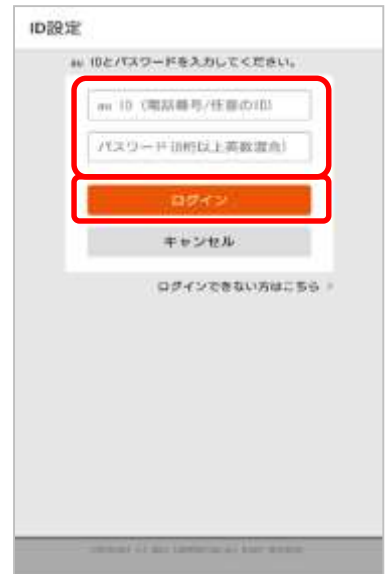 ID設定
au IDとパスワードを入力してください。
au ID（電話番号/任意のID）
パスワード(8桁以上英数混合)
ログイン
キャンセル
ログインできない方はこちら